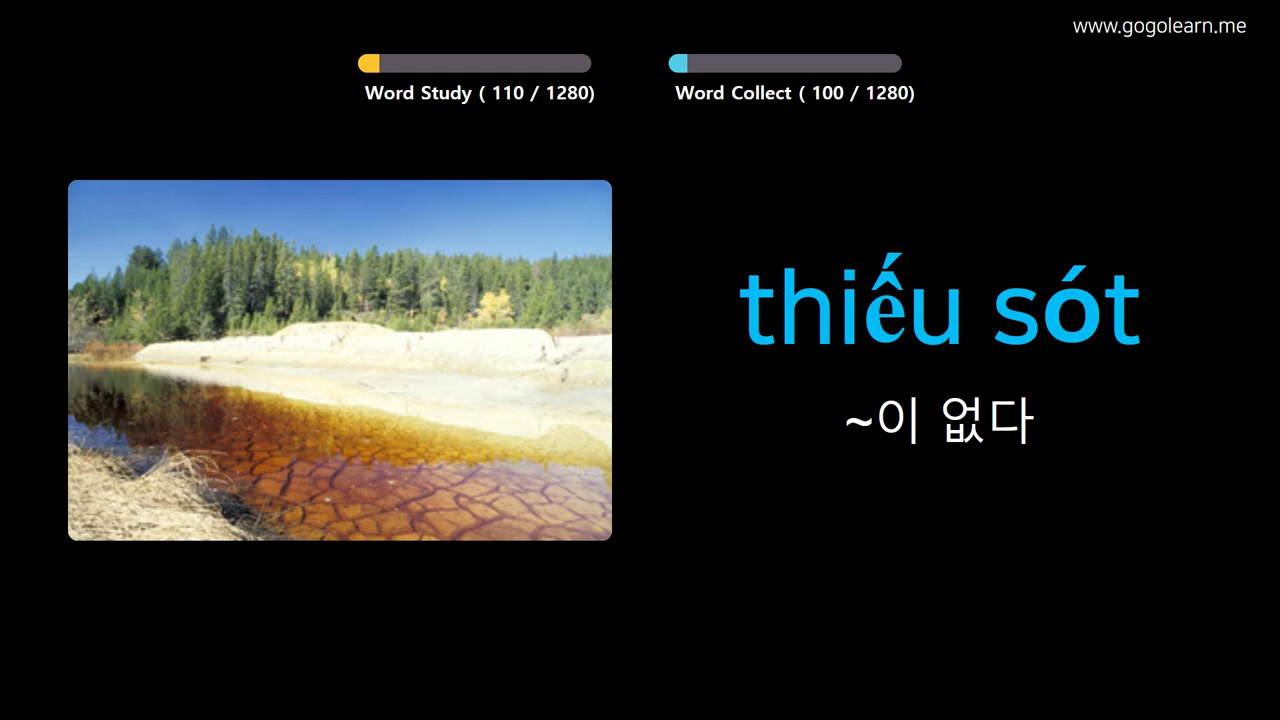 www.gogolearn.me
Word Study ( 110 / 1280)
Word Collect ( 100 / 1280)
thiếu sót
~이 없다